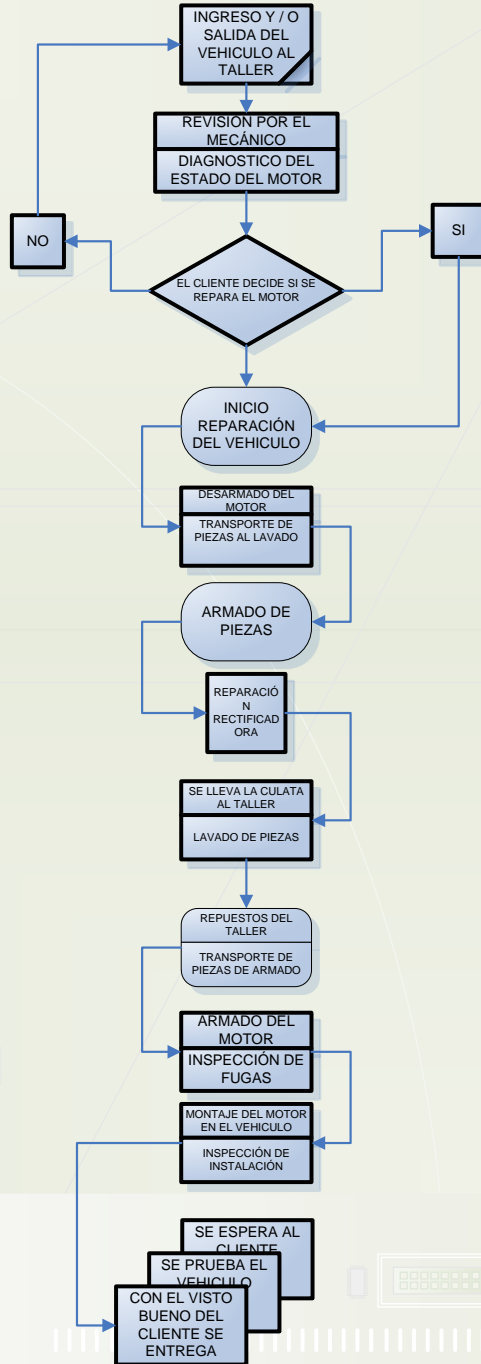 INGRESO Y / O
SALIDA DEL
VEHICULO AL
TALLER
REVISIÓN POR EL
MECÁNICO
DIAGNOSTICO DEL
ESTADO DEL MOTOR
NO
SI
EL CLIENTE DECIDE SI SE
REPARA EL MOTOR
INICIO
REPARACIÓN
DEL VEHICULO
DESARMADO DEL
MOTOR
TRANSPORTE DE
PIEZAS AL LAVADO
ARMADO DE
PIEZAS
REPARACIÓ
N
RECTIFICAD
ORA
SE LLEVA LA CULATA
AL TALLER
LAVADO DE PIEZAS
REPUESTOS DEL
TALLER
TRANSPORTE DE
PIEZAS DE ARMADO
ARMADO DEL
MOTOR
INSPECCIÓN DE
FUGAS
MONTAJE DEL MOTOR
EN EL VEHICULO
INSPECCIÓN DE
INSTALACIÓN
SE ESPERA AL
CLIENTE
SE PRUEBA EL
VEHICULO
CON EL VISTO
BUENO DEL
CLIENTE SE
ENTREGA